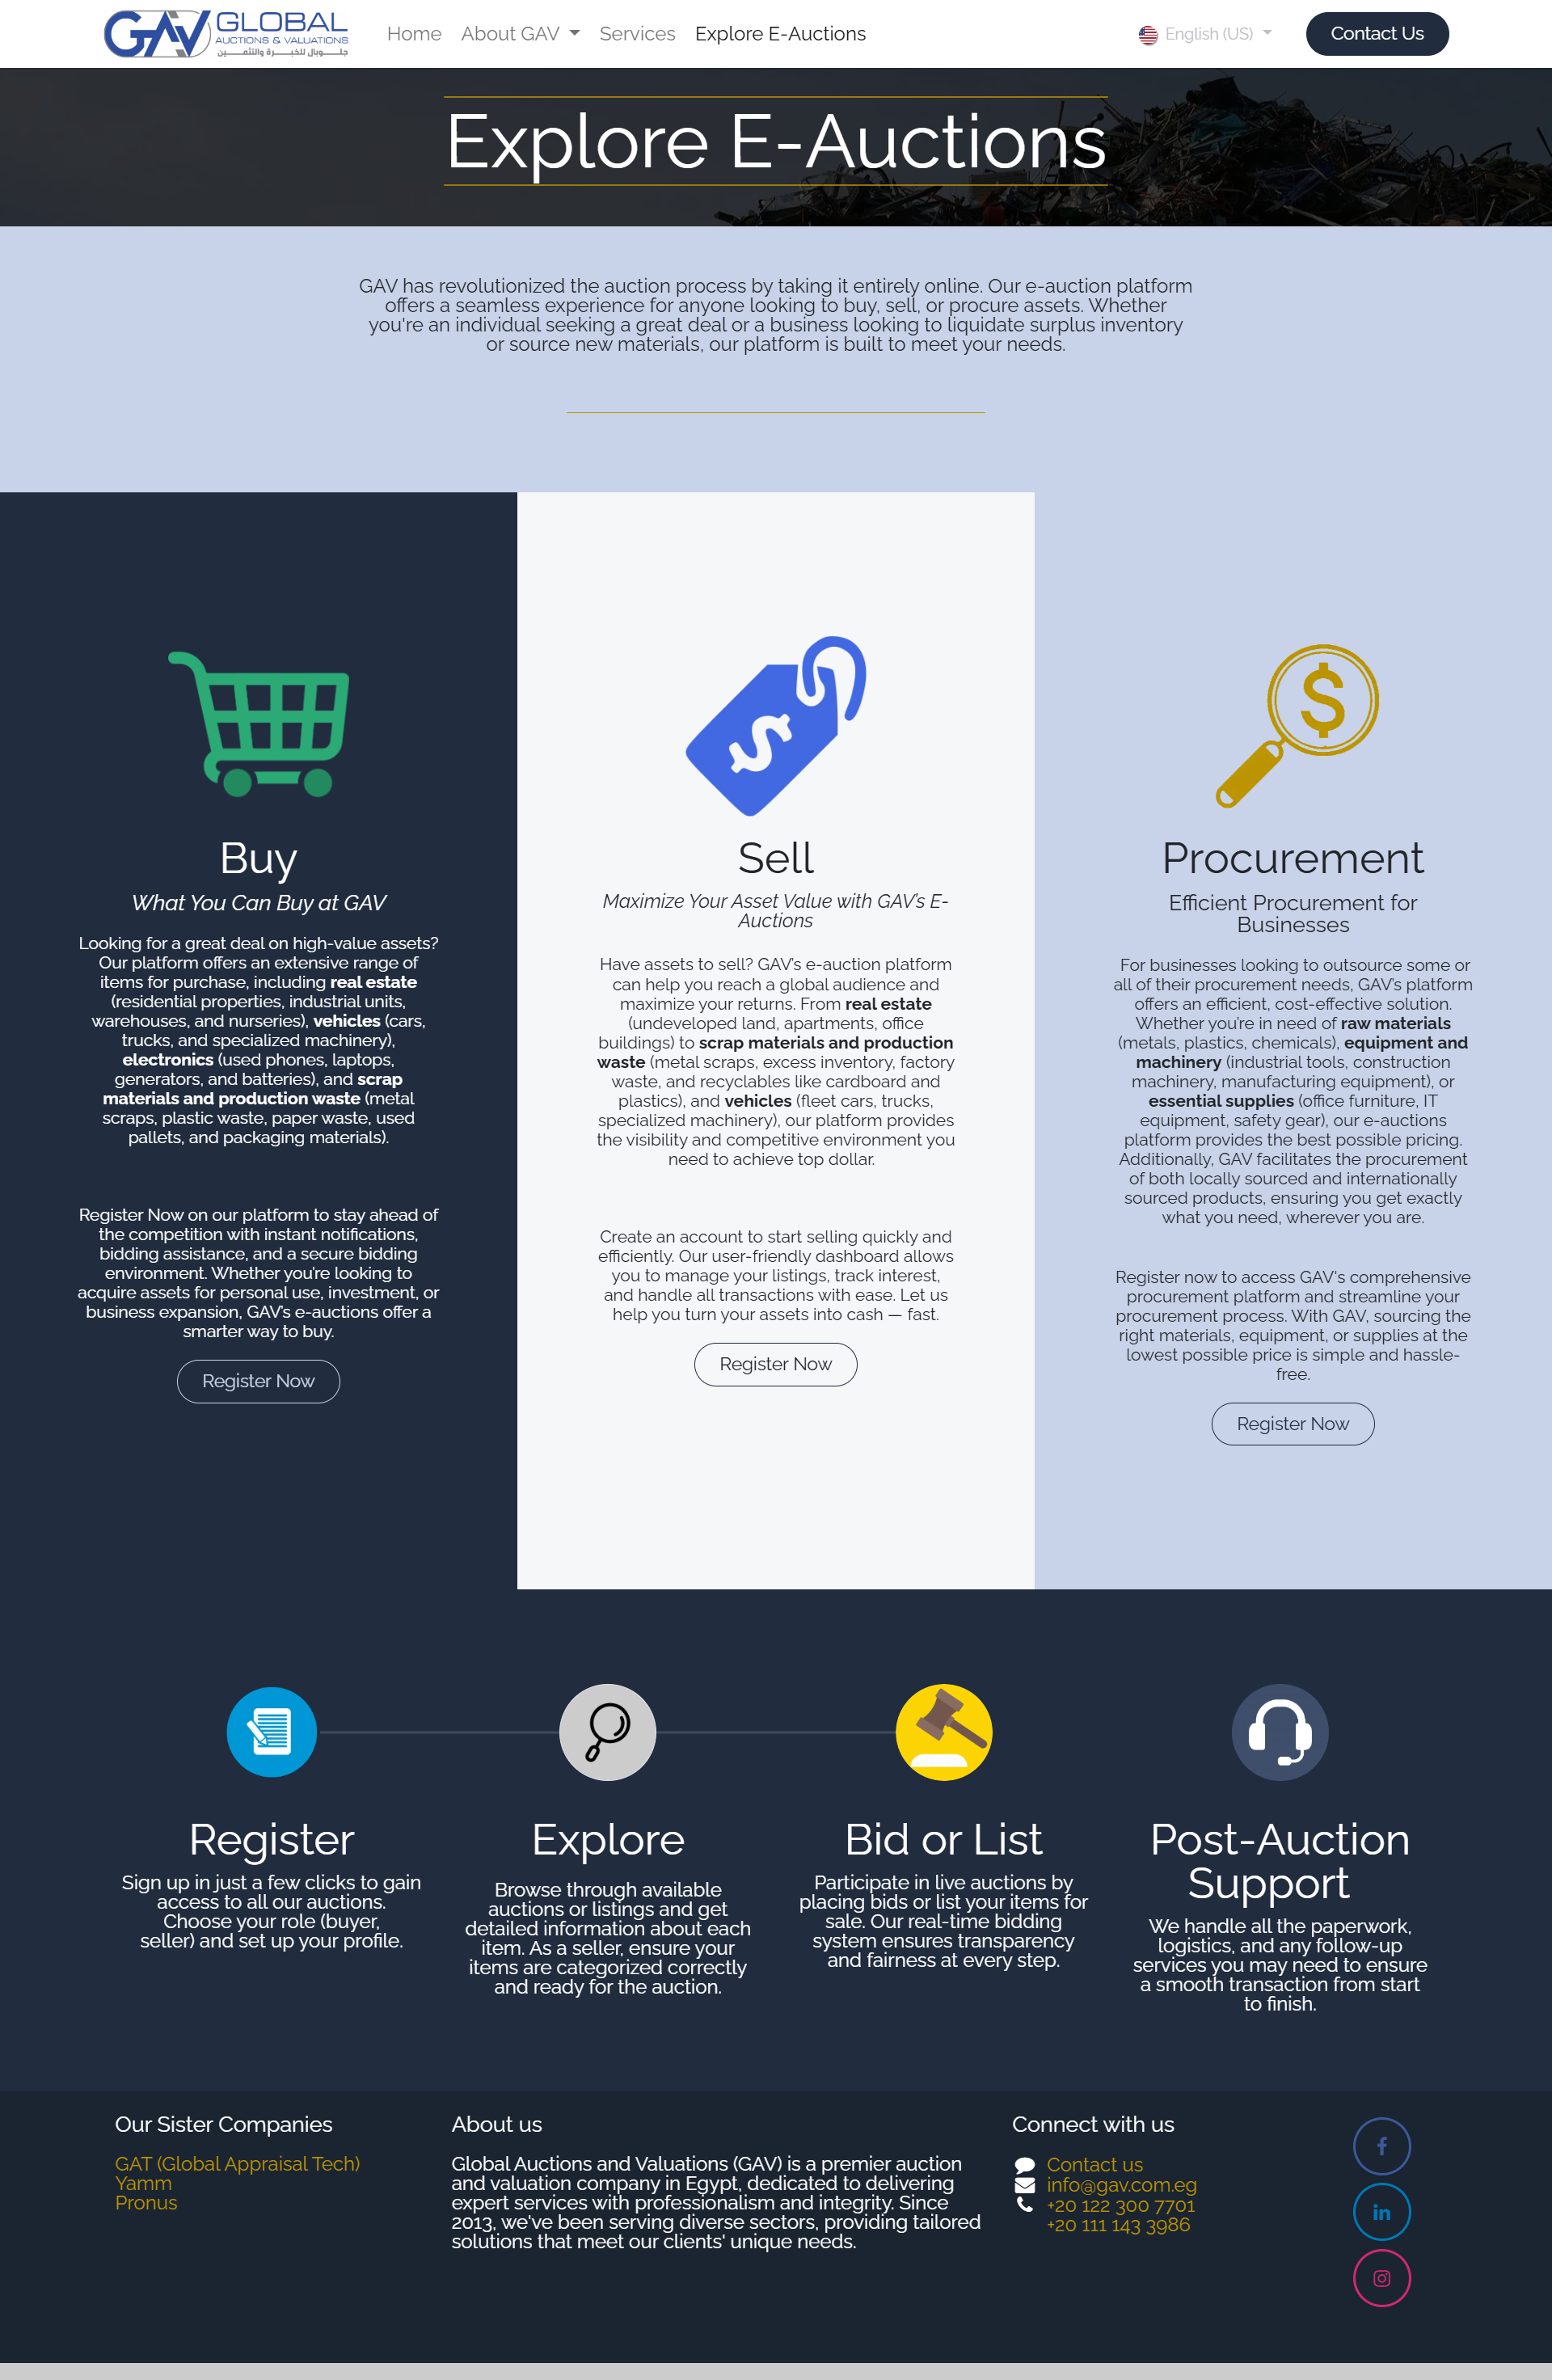 GAV GLOBAL
AUCTIONS & VALUATIONS
جلـــوبال للخبـــرة والتثمـــين
Home
About GAV
Services
Explore E-Auctions
English (US)
Contact Us
Explore E-Auctions
GAV has revolutionized the auction process by taking it entirely online. Our e-auction platform
offers a seamless experience for anyone looking to buy, sell, or procure assets. Whether
you're an individual seeking a great deal or a business looking to liquidate surplus inventory
or source new materials, our platform is built to meet your needs.
Buy
What You Can Buy at GAV
Looking for a great deal on high-value assets?
Our platform offers an extensive range of
items for purchase, including real estate
(residential properties, industrial units,
warehouses, and nurseries), vehicles (cars,
trucks, and specialized machinery),
electronics (used phones, laptops,
generators, and batteries), and scrap
materials and production waste (metal
scraps, plastic waste, paper waste, used
pallets, and packaging materials).
Register Now on our platform to stay ahead of
the competition with instant notifications,
bidding assistance, and a secure bidding
environment. Whether you're looking to
acquire assets for personal use, investment, or
business expansion, GAV's e-auctions offer a
smarter way to buy.
Register Now
Sell
Maximize Your Asset Value with GAV's E-
Auctions
Have assets to sell? GAV's e-auction platform
can help you reach a global audience and
maximize your returns. From real estate
(undeveloped land, apartments, office
buildings) to scrap materials and production
waste (metal scraps, excess inventory, factory
waste, and recyclables like cardboard and
plastics), and vehicles (fleet cars, trucks,
specialized machinery), our platform provides
the visibility and competitive environment you
need to achieve top dollar.
Create an account to start selling quickly and
efficiently. Our user-friendly dashboard allows
you to manage your listings, track interest,
and handle all transactions with ease. Let us
help you turn your assets into cash — fast.
Register Now
Procurement
Efficient Procurement for
Businesses
For businesses looking to outsource some or
all of their procurement needs, GAV's platform
offers an efficient, cost-effective solution.
Whether you're in need of raw materials
(metals, plastics, chemicals), equipment and
machinery (industrial tools, construction
machinery, manufacturing equipment), or
essential supplies (office furniture, IT
equipment, safety gear), our e-auctions
platform provides the best possible pricing.
Additionally, GAV facilitates the procurement
of both locally sourced and internationally
sourced products, ensuring you get exactly
what you need, wherever you are.
Register now to access GAV's comprehensive
procurement platform and streamline your
procurement process. With GAV, sourcing the
right materials, equipment, or supplies at the
lowest possible price is simple and hassle-
free.
Register Now
Register
Sign up in just a few clicks to gain
access to all our auctions.
Choose your role (buyer,
seller) and set up your profile.
Explore
Browse through available
auctions or listings and get
detailed information about each
item. As a seller, ensure your
items are categorized correctly
and ready for the auction.
Bid or List
Participate in live auctions by
placing bids or list your items for
sale. Our real-time bidding
system ensures transparency
and fairness at every step.
Post-Auction
Support
We handle all the paperwork,
logistics, and any follow-up
services you may need to ensure
a smooth transaction from start
to finish.
Our Sister Companies
GAT (Global Appraisal Tech)
Yamm
Pronus
About us
Global Auctions and Valuations (GAV) is a premier auction
and valuation company in Egypt, dedicated to delivering
expert services with professionalism and integrity. Since
2013, we've been serving diverse sectors, providing tailored
solutions that meet our clients' unique needs.
Connect with us
Contact us
info@gav.com.eg
+20 122 300 7701
+20 111 143 3986